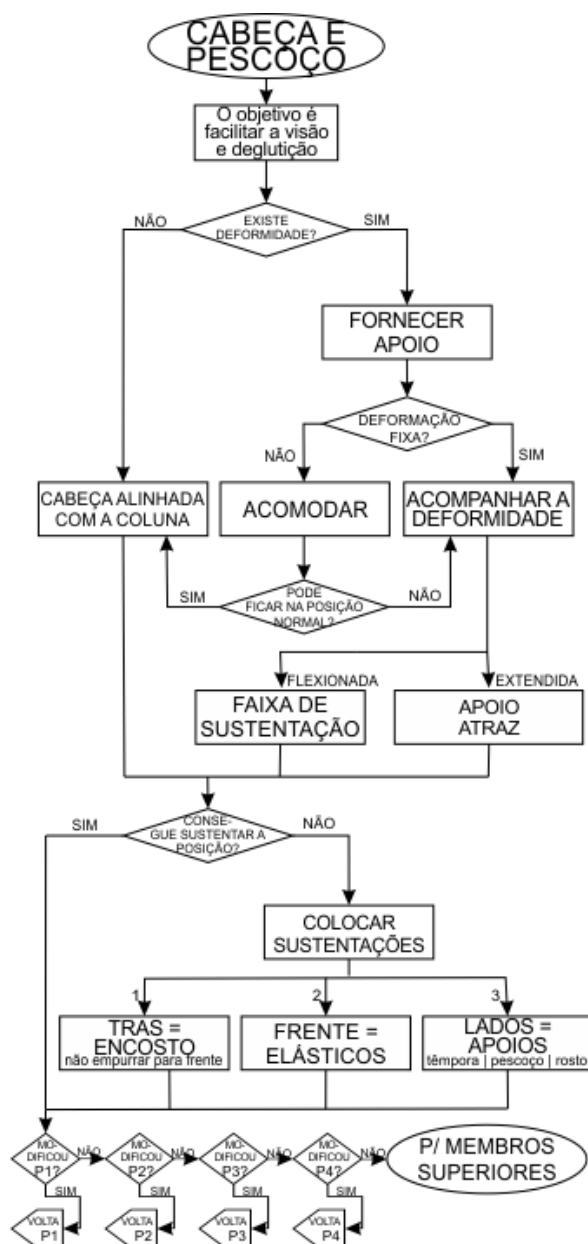 CABEÇA E
PESCOÇO
O objetivo é
facilitar a visão
e deglutição
NÃO
EXISTE
DEFORMIDADE?
SIM
FORNECER
APOIO
DEFORMAÇÃO
FIXA?
NÃO
SIM
CABEÇA ALINHADA
COM A COLUNA
ACOMODAR
ACOMPANHAR A
DEFORMIDADE
SIM
PODE
FICAR NA POSIÇÃO
NORMAL?
NÃO
FLEXIONADA
EXTENDIDA
FAIXA DE
SUSTENTAÇÃO
APOIO
ATRAZ
SIM
CONSE-
GUE SUSTENTAR A
POSIÇÃO?
NÃO
COLOCAR
SUSTENTAÇÕES
1
2
3
TRAS =
ENCOSTO
não empurrar para frente
FRENTE =
ELÁSTICOS
LADOS =
APOIOS
têmpora | pescoço | rosto
MO-
DIFICOU
P1?
NÃO
MO-
DIFICOU
P2?
NÃO
MO-
DIFICOU
P3?
NÃO
MO-
DIFICOU
P4?
NÃO
P/ MEMBROS
SUPERIORES
SIM
SIM
SIM
SIM
VOLTA
P1
VOLTA
P2
VOLTA
P3
VOLTA
P4